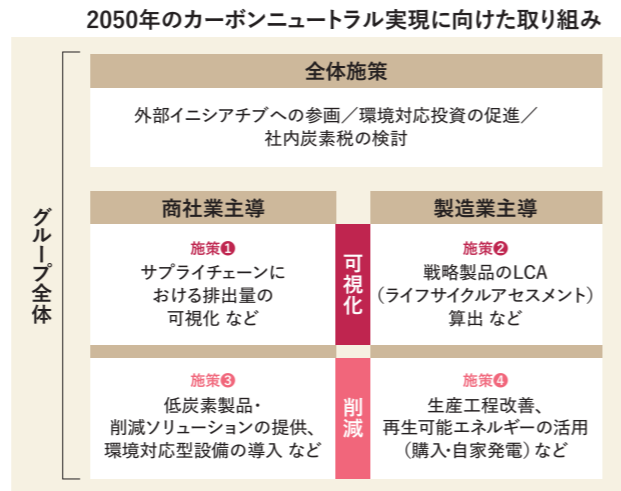 2050年のカーボンニュートラル実現に向けた取り組み
グループ全体
全体施策
外部イニシアチブへの参画／環境対応投資の促進／
社内炭素税の検討
商社業主導
製造業主導
施策❶
サプライチェーンに
おける排出量の
可視化 など
可視化
施策❷
戦略製品のLCA
（ライフサイクルアセスメント）
算出 など
施策❸
低炭素製品・
削減ソリューションの提供、
環境対応型設備の導入 など
削減
施策❹
生産工程改善、
再生可能エネルギーの活用
（購入・自家発電）など